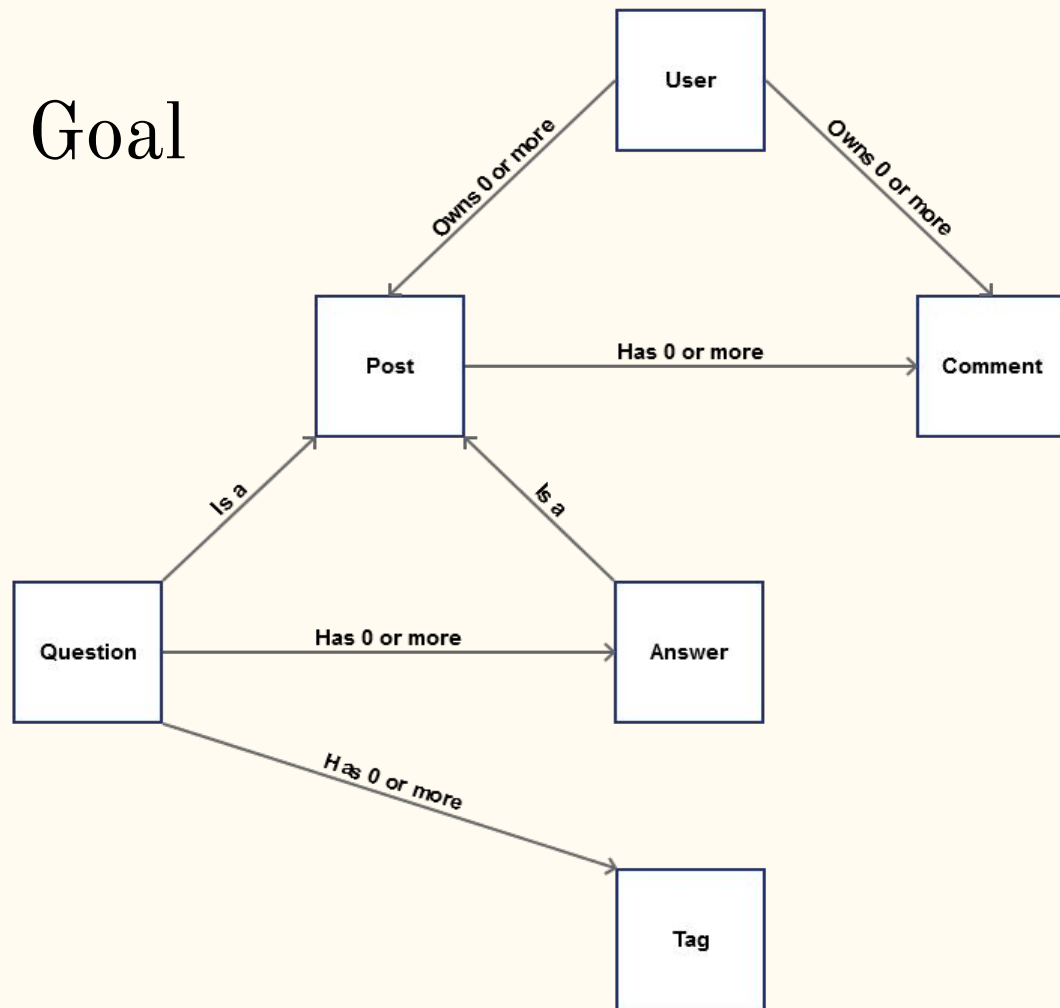 User
Goal
Owns 0 or more
Owns 0 or more
Has 0 or more
Post
Comment
Is a
Is a
Has 0 or more
Question
Answer
Has 0 or more
Tag